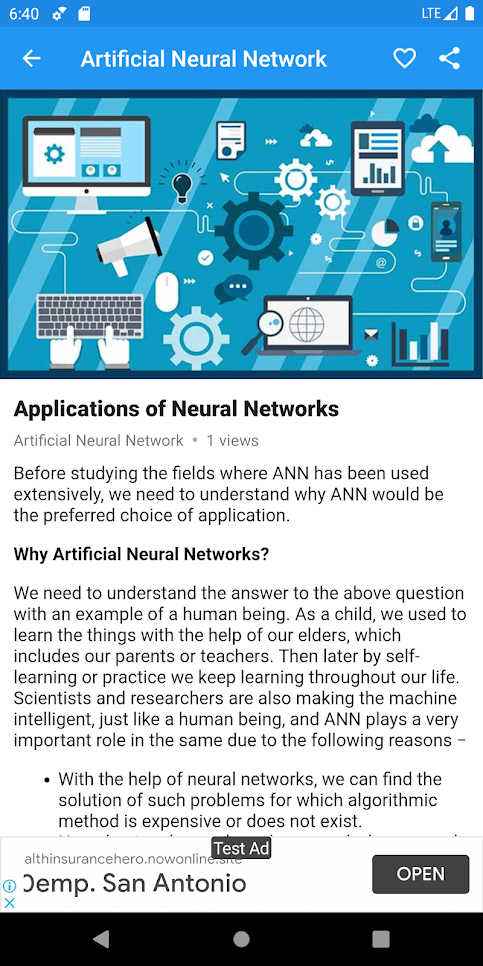 6:40
LTE
Artificial Neural Network
Applications of Neural Networks
Artificial Neural Network • 1 views
Before studying the fields where ANN has been used
extensively, we need to understand why ANN would be
the preferred choice of application.
Why Artificial Neural Networks?
We need to understand the answer to the above question
with an example of a human being. As a child, we used to
learn the things with the help of our elders, which
includes our parents or teachers. Then later by self-
learning or practice we keep learning throughout our life.
Scientists and researchers are also making the machine
intelligent, just like a human being, and ANN plays a very
important role in the same due to the following reasons −
• With the help of neural networks, we can find the
solution of such problems for which algorithmic
method is expensive or does not exist.
Test Ad
althinsurancehero.nowonline.site
Demp. San Antonio
OPEN